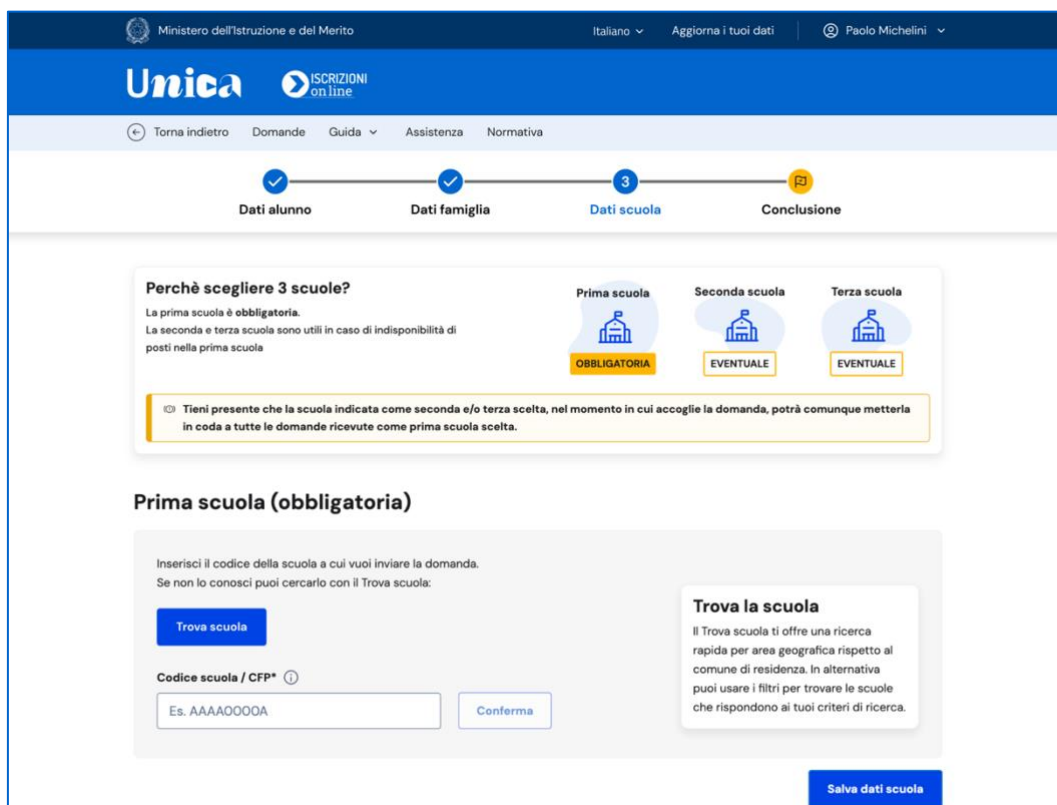 Ministero dell'Istruzione e del Merito
Italiano
Aggiorna i tuoi dati
Paolo Michelini
Unica
ISCRIZIONI
on line
Torna indietro
Domande
Guida
Assistenza
Normativa
3
Dati alunno
Dati famiglia
Dati scuola
Conclusione
Perchè scegliere 3 scuole?
La prima scuola è obbligatoria.
La seconda e terza scuola sono utili in caso di indisponibilità di
posti nella prima scuola
Prima scuola
OBBLIGATORIA
Seconda scuola
EVENTUALE
Terza scuola
EVENTUALE
Tieni presente che la scuola indicata come seconda e/o terza scelta, nel momento in cui accoglie la domanda, potrà comunque metterla
in coda a tutte le domande ricevute come prima scuola scelta.
Prima scuola (obbligatoria)
Inserisci il codice della scuola a cui vuoi inviare la domanda.
Se non lo conosci puoi cercarlo con il Trova scuola:
Trova scuola
Codice scuola / CFP*
Es. AAAA0000A
Conferma
Trova la scuola
Il Trova scuola ti offre una ricerca
rapida per area geografica rispetto al
comune di residenza. In alternativa
puoi usare i filtri per trovare le scuole
che rispondono ai tuoi criteri di ricerca.
Salva dati scuola